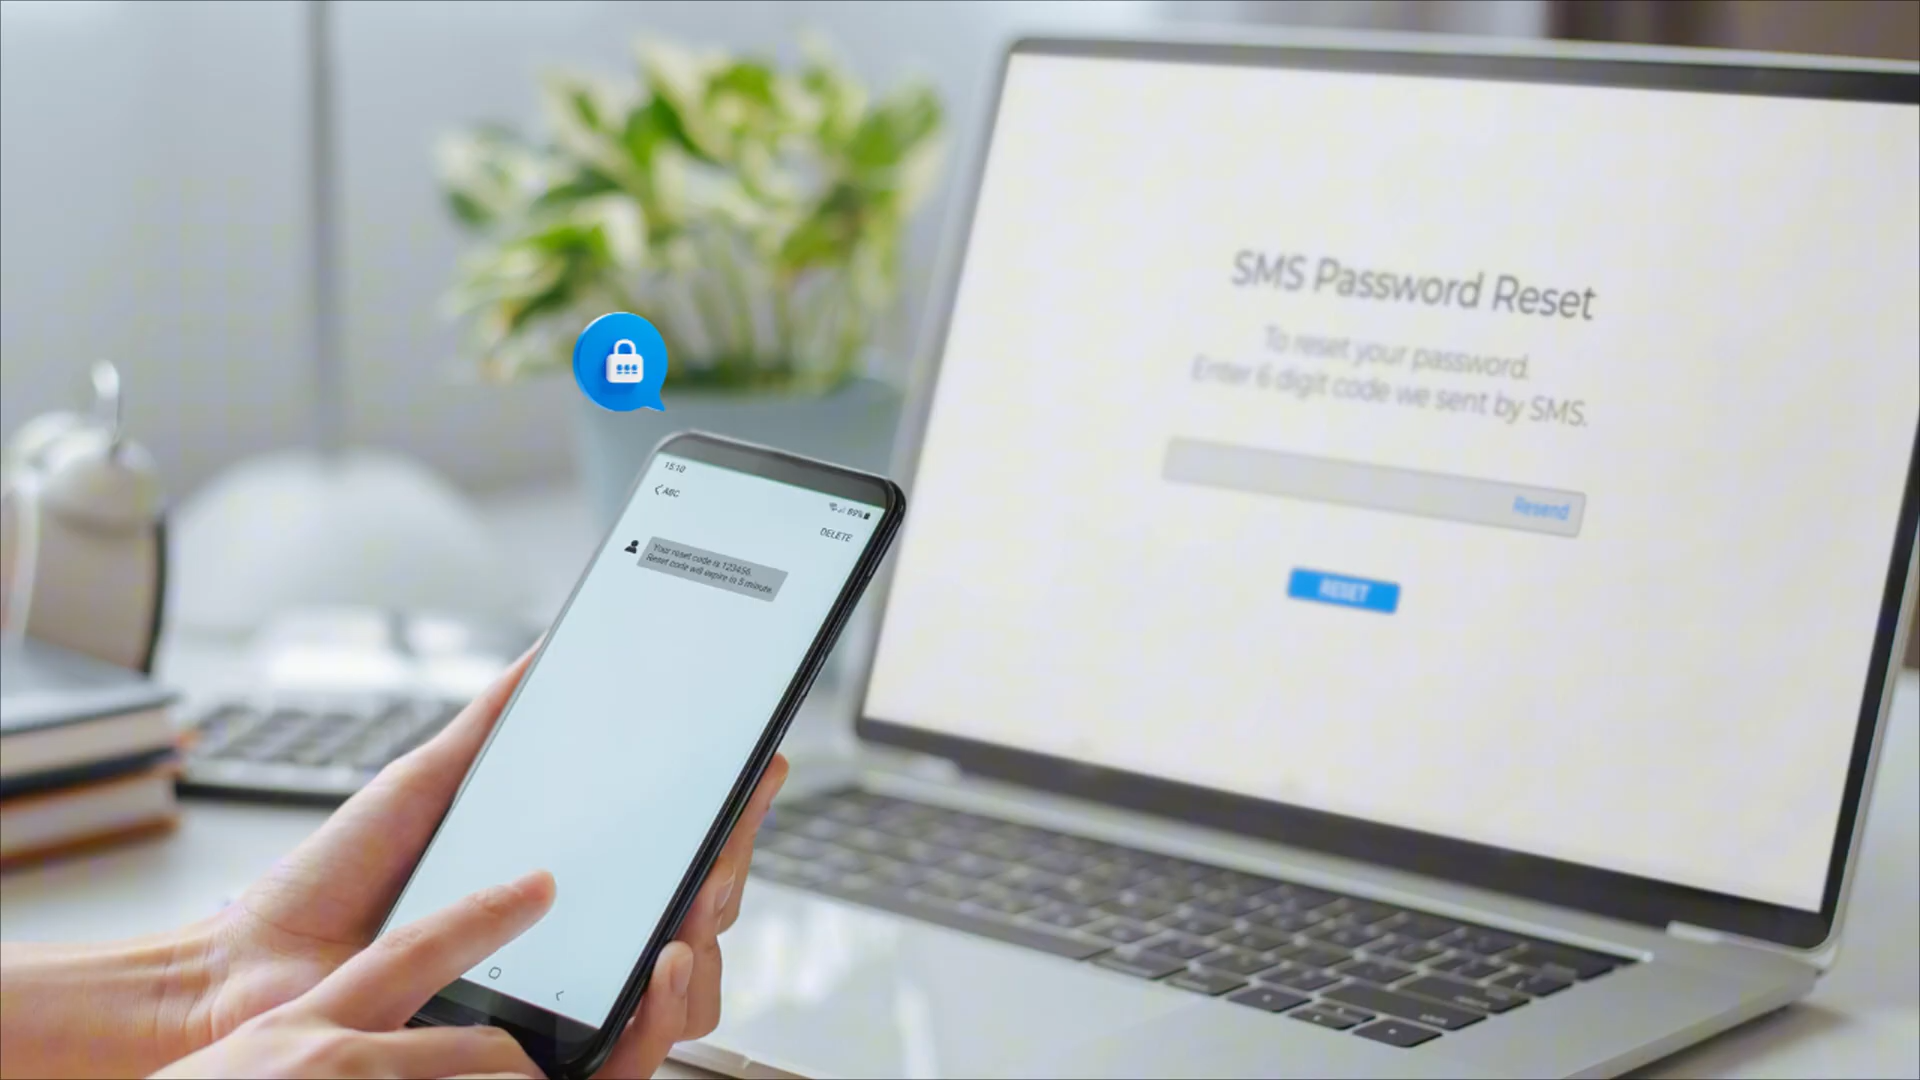 SMS Password Reset
To reset your password.
Enter 6 digit code we sent by SMS.
Resend
RESET
15:10
89%
ABC
DELETE
Your reset code is 123456.
Reset code will expire in 5 minute.